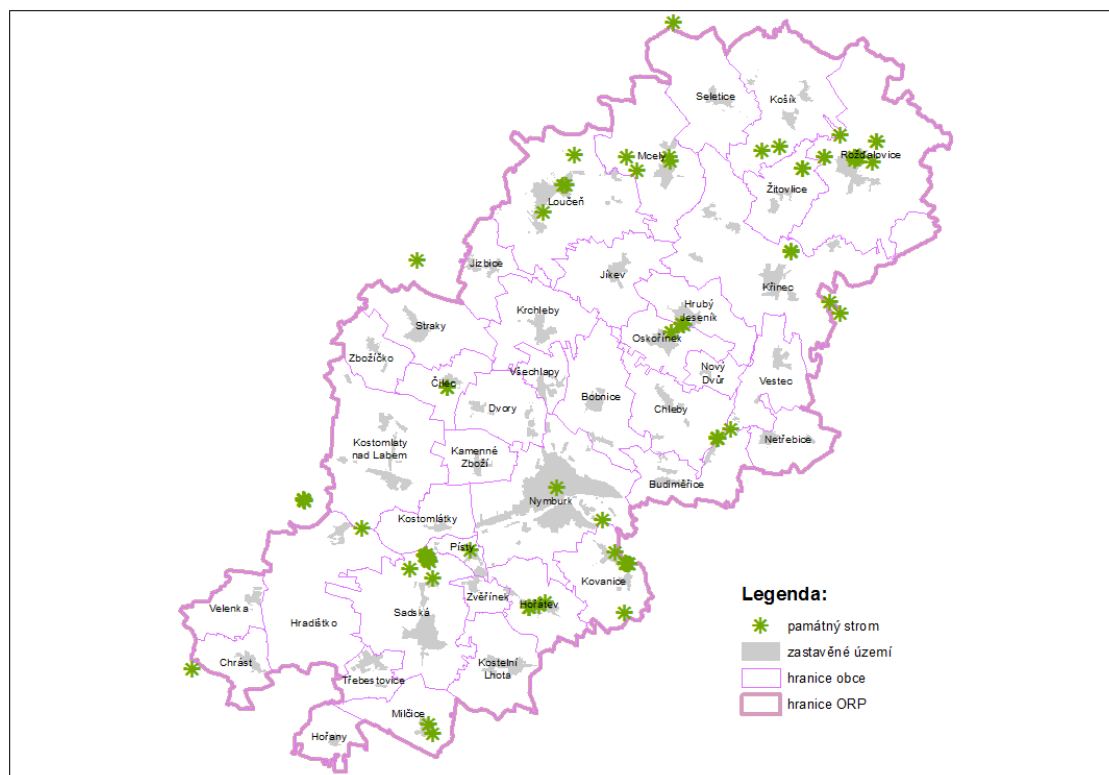 Seletice
Košík
Mcely
Rožďalovice
Žitovlice
Loučeň
Jizbice
Jíkev
Křinec
Hrubý
Jeseník
Krchleby
Straky
Oskořínek
Zbožíčko
Všechlapy
Nový
Dvůr
Vestec
Čilec
Dvory
Bobnice
Chleby
Kostomlaty
nad Labem
Netřebice
Kamenné
Zboží
Budiměřice
Nymburk
Kostomlátky
Písty
Kovanice
Velenka
Hradištko
Sadská
Zvěřínek
Hořátev
Chrást
Kostelní
Lhota
Třebestovice
Milčice
Hořany
Legenda:
památný strom
zastavěné území
hranice obce
hranice ORP